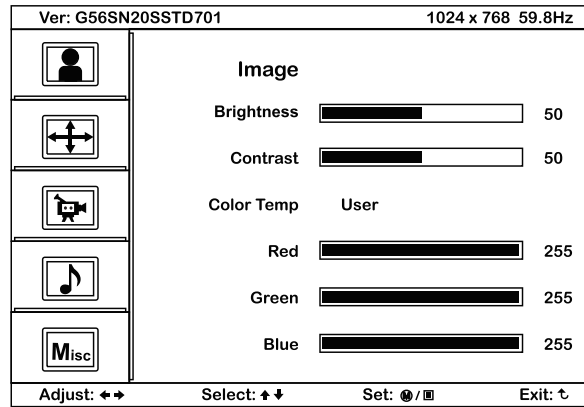 Ver: G56SN20SSTD701 1024 x 768 59.8Hz
Image
Brightness 50
Contrast 50
Color Temp User
Red 255
Green 255
Blue 255
Misc
Adjust: ←→ Select: ↑↓ Set: M/ Exit: